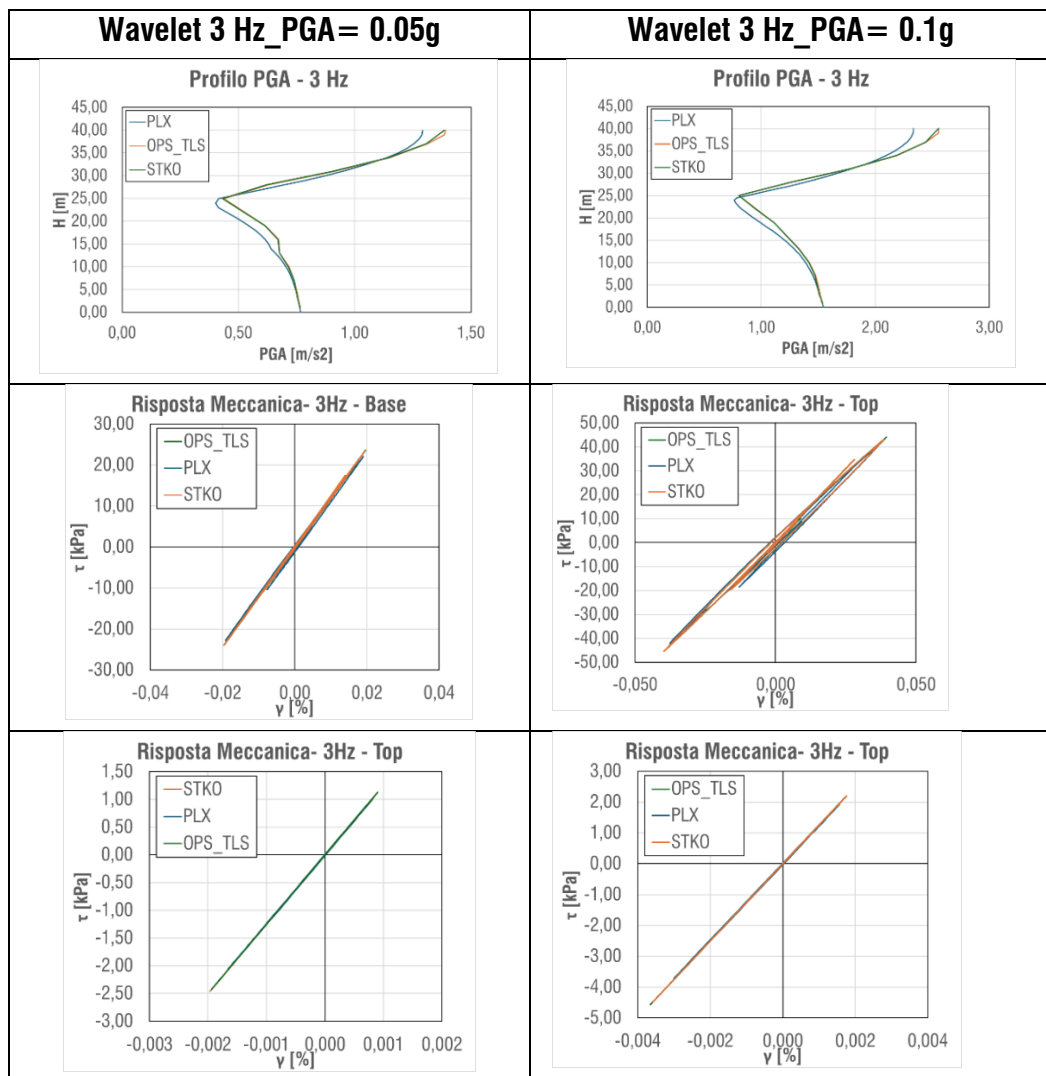 Wavelet 3 Hz_PGA= 0.05g
Wavelet 3 Hz_PGA= 0.1g
Profilo PGA - 3 Hz
45,00
40,00
35,00
30,00
25,00
20,00
15,00
10,00
5,00
0,00
H [m]
PLX
OPS_TLS
STKO
0,00 0,50 1,00 1,50
PGA [m/s2]
Profilo PGA - 3 Hz
45,00
40,00
35,00
30,00
25,00
20,00
15,00
10,00
5,00
0,00
H [m]
PLX
OPS_TLS
STKO
0,00 1,00 2,00 3,00
PGA [m/s2]
Risposta Meccanica- 3Hz - Base
30,00
20,00
10,00
0,00
-10,00
-20,00
-30,00
τ [kPa]
OPS_TLS
PLX
STKO
-0,04 -0,02 0,00 0,02 0,04
γ [%]
Risposta Meccanica- 3Hz - Top
50,00
40,00
30,00
20,00
10,00
0,00
-10,00
-20,00
-30,00
-40,00
-50,00
τ [kPa]
OPS_TLS
PLX
STKO
-0,050 0,000 0,050
γ [%]
Risposta Meccanica- 3Hz - Top
1,50
1,00
0,50
0,00
-0,50
-1,00
-1,50
-2,00
-2,50
-3,00
τ [kPa]
STKO
PLX
OPS_TLS
-0,003 -0,002 -0,001 0,000 0,001 0,002
γ [%]
Risposta Meccanica- 3Hz - Top
3,00
2,00
1,00
0,00
-1,00
-2,00
-3,00
-4,00
-5,00
τ [kPa]
OPS_TLS
PLX
STKO
-0,004 -0,002 0,000 0,002 0,004
γ [%]